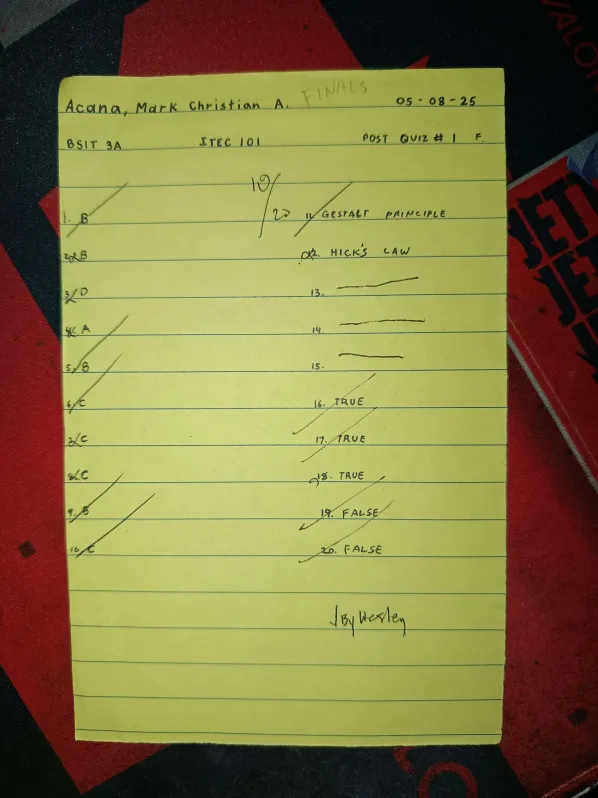 FINALS
Acana, Mark Christian A. 05-08-25
BSIT 3A ITEC 101 POST QUIZ # 1 F.
10/20
1. B
2. B
3. D
4. A
5. B
6. C
7. C
8. C
9. B
10. C
11. GESTALT PRINCIPLE
12. HICK'S LAW
13.
14.
15.
16. TRUE
17. TRUE
18. TRUE
19. FALSE
20. FALSE
By Wesley
VALOR
JETT